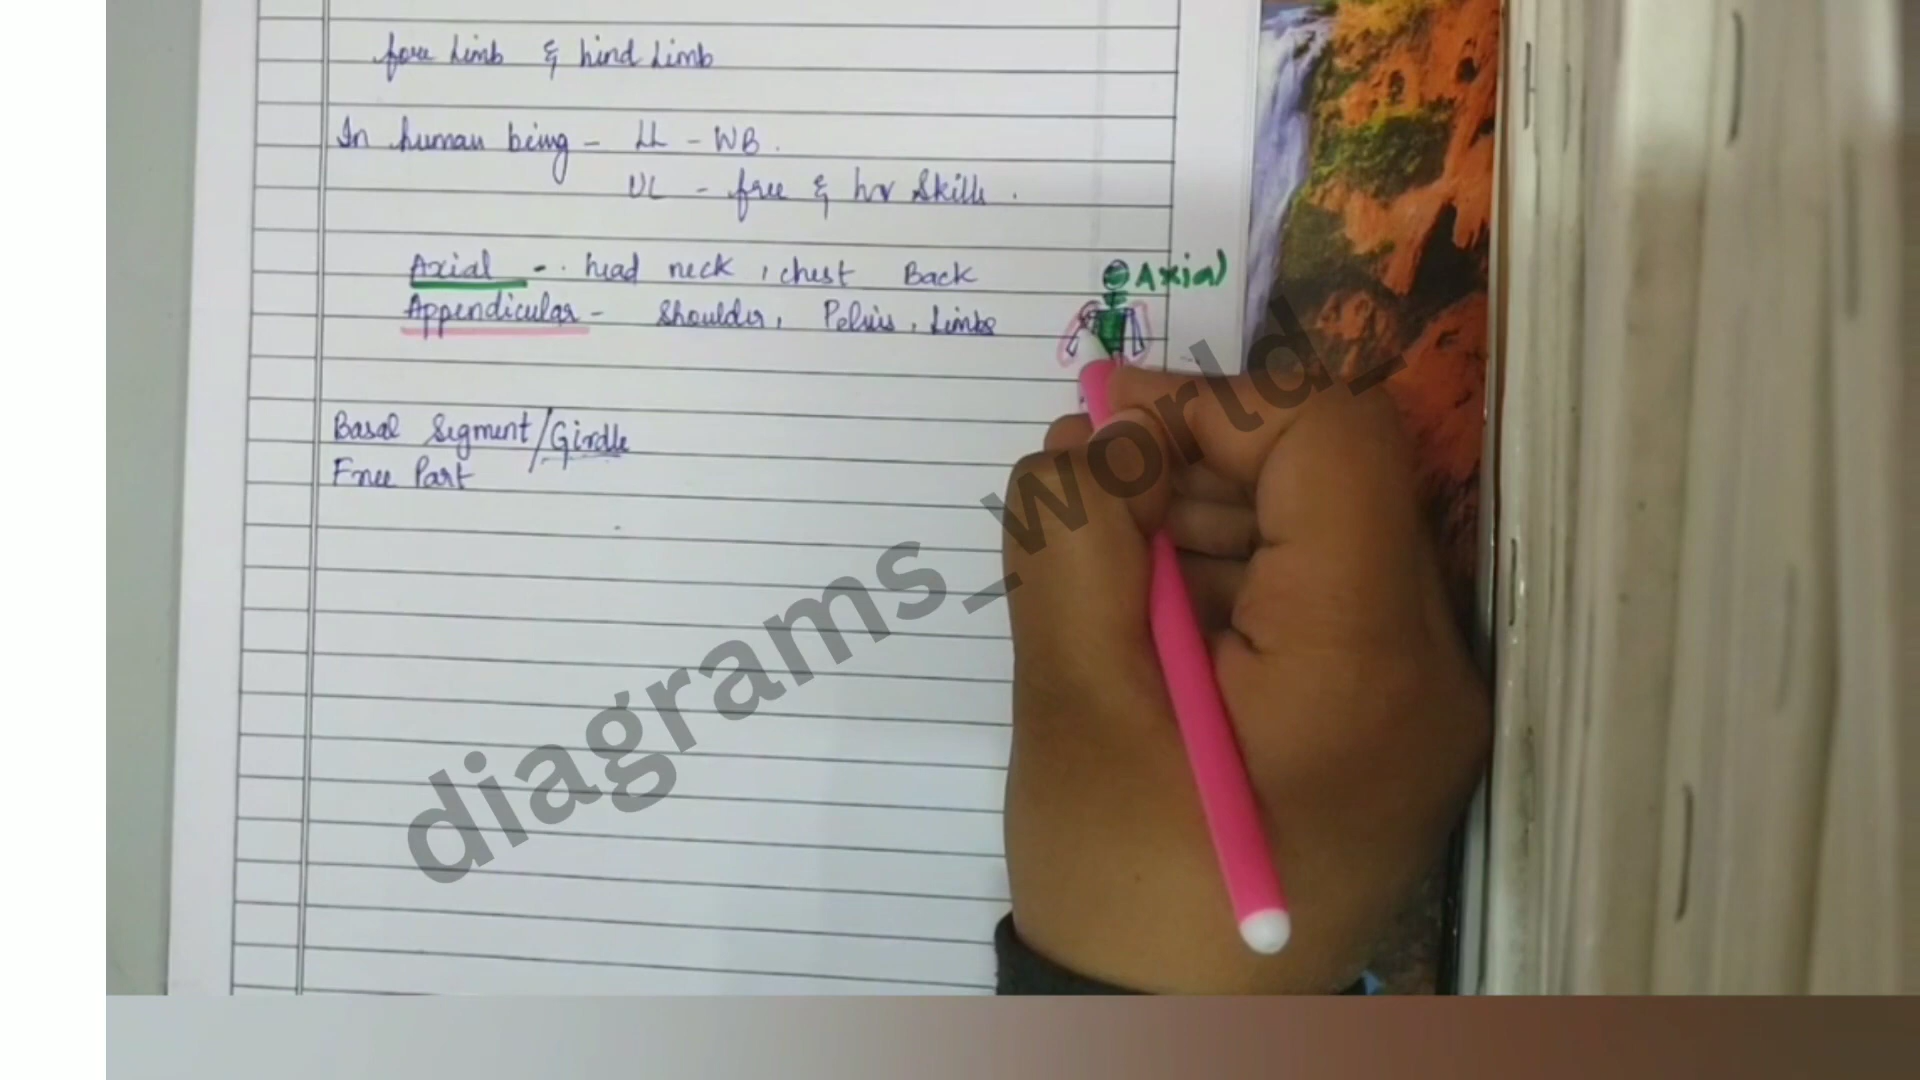 fore Limb & hind Limb
In human being - LL - WB.
UL - free & hv Skills.
Axial - head neck, chest Back
Axial
Appendicular - Shoulder, Pelvis, Limbs
Basal Segment/Girdle
Free Part
diagrams_world_